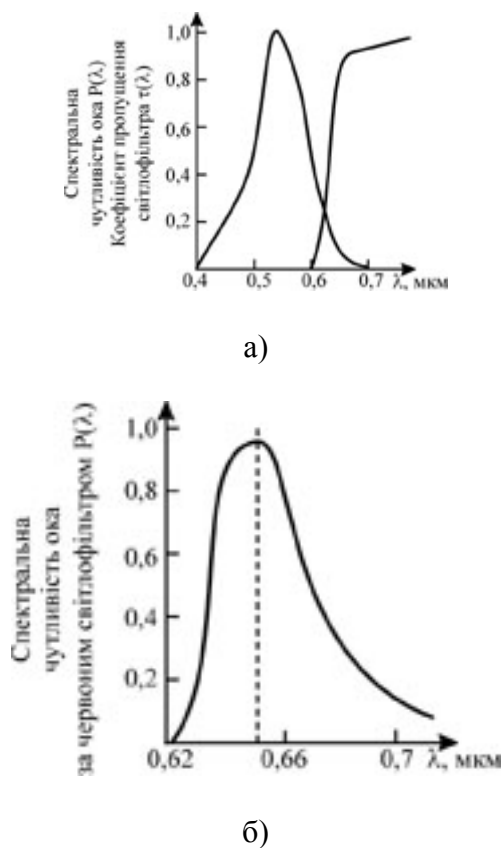 Спектральна
чутливість ока P(λ)
Коефіцієнт пропущення
світлофільтра τ(λ)
1,0
0,8
0,6
0,4
0,2
0,4
0,5
0,6
0,7
λ, мкм
а)
Спектральна
чутливість ока
за червоним світлофільтром P(λ)
1,0
0,8
0,6
0,4
0,2
0,62
0,66
0,7
λ, мкм
б)